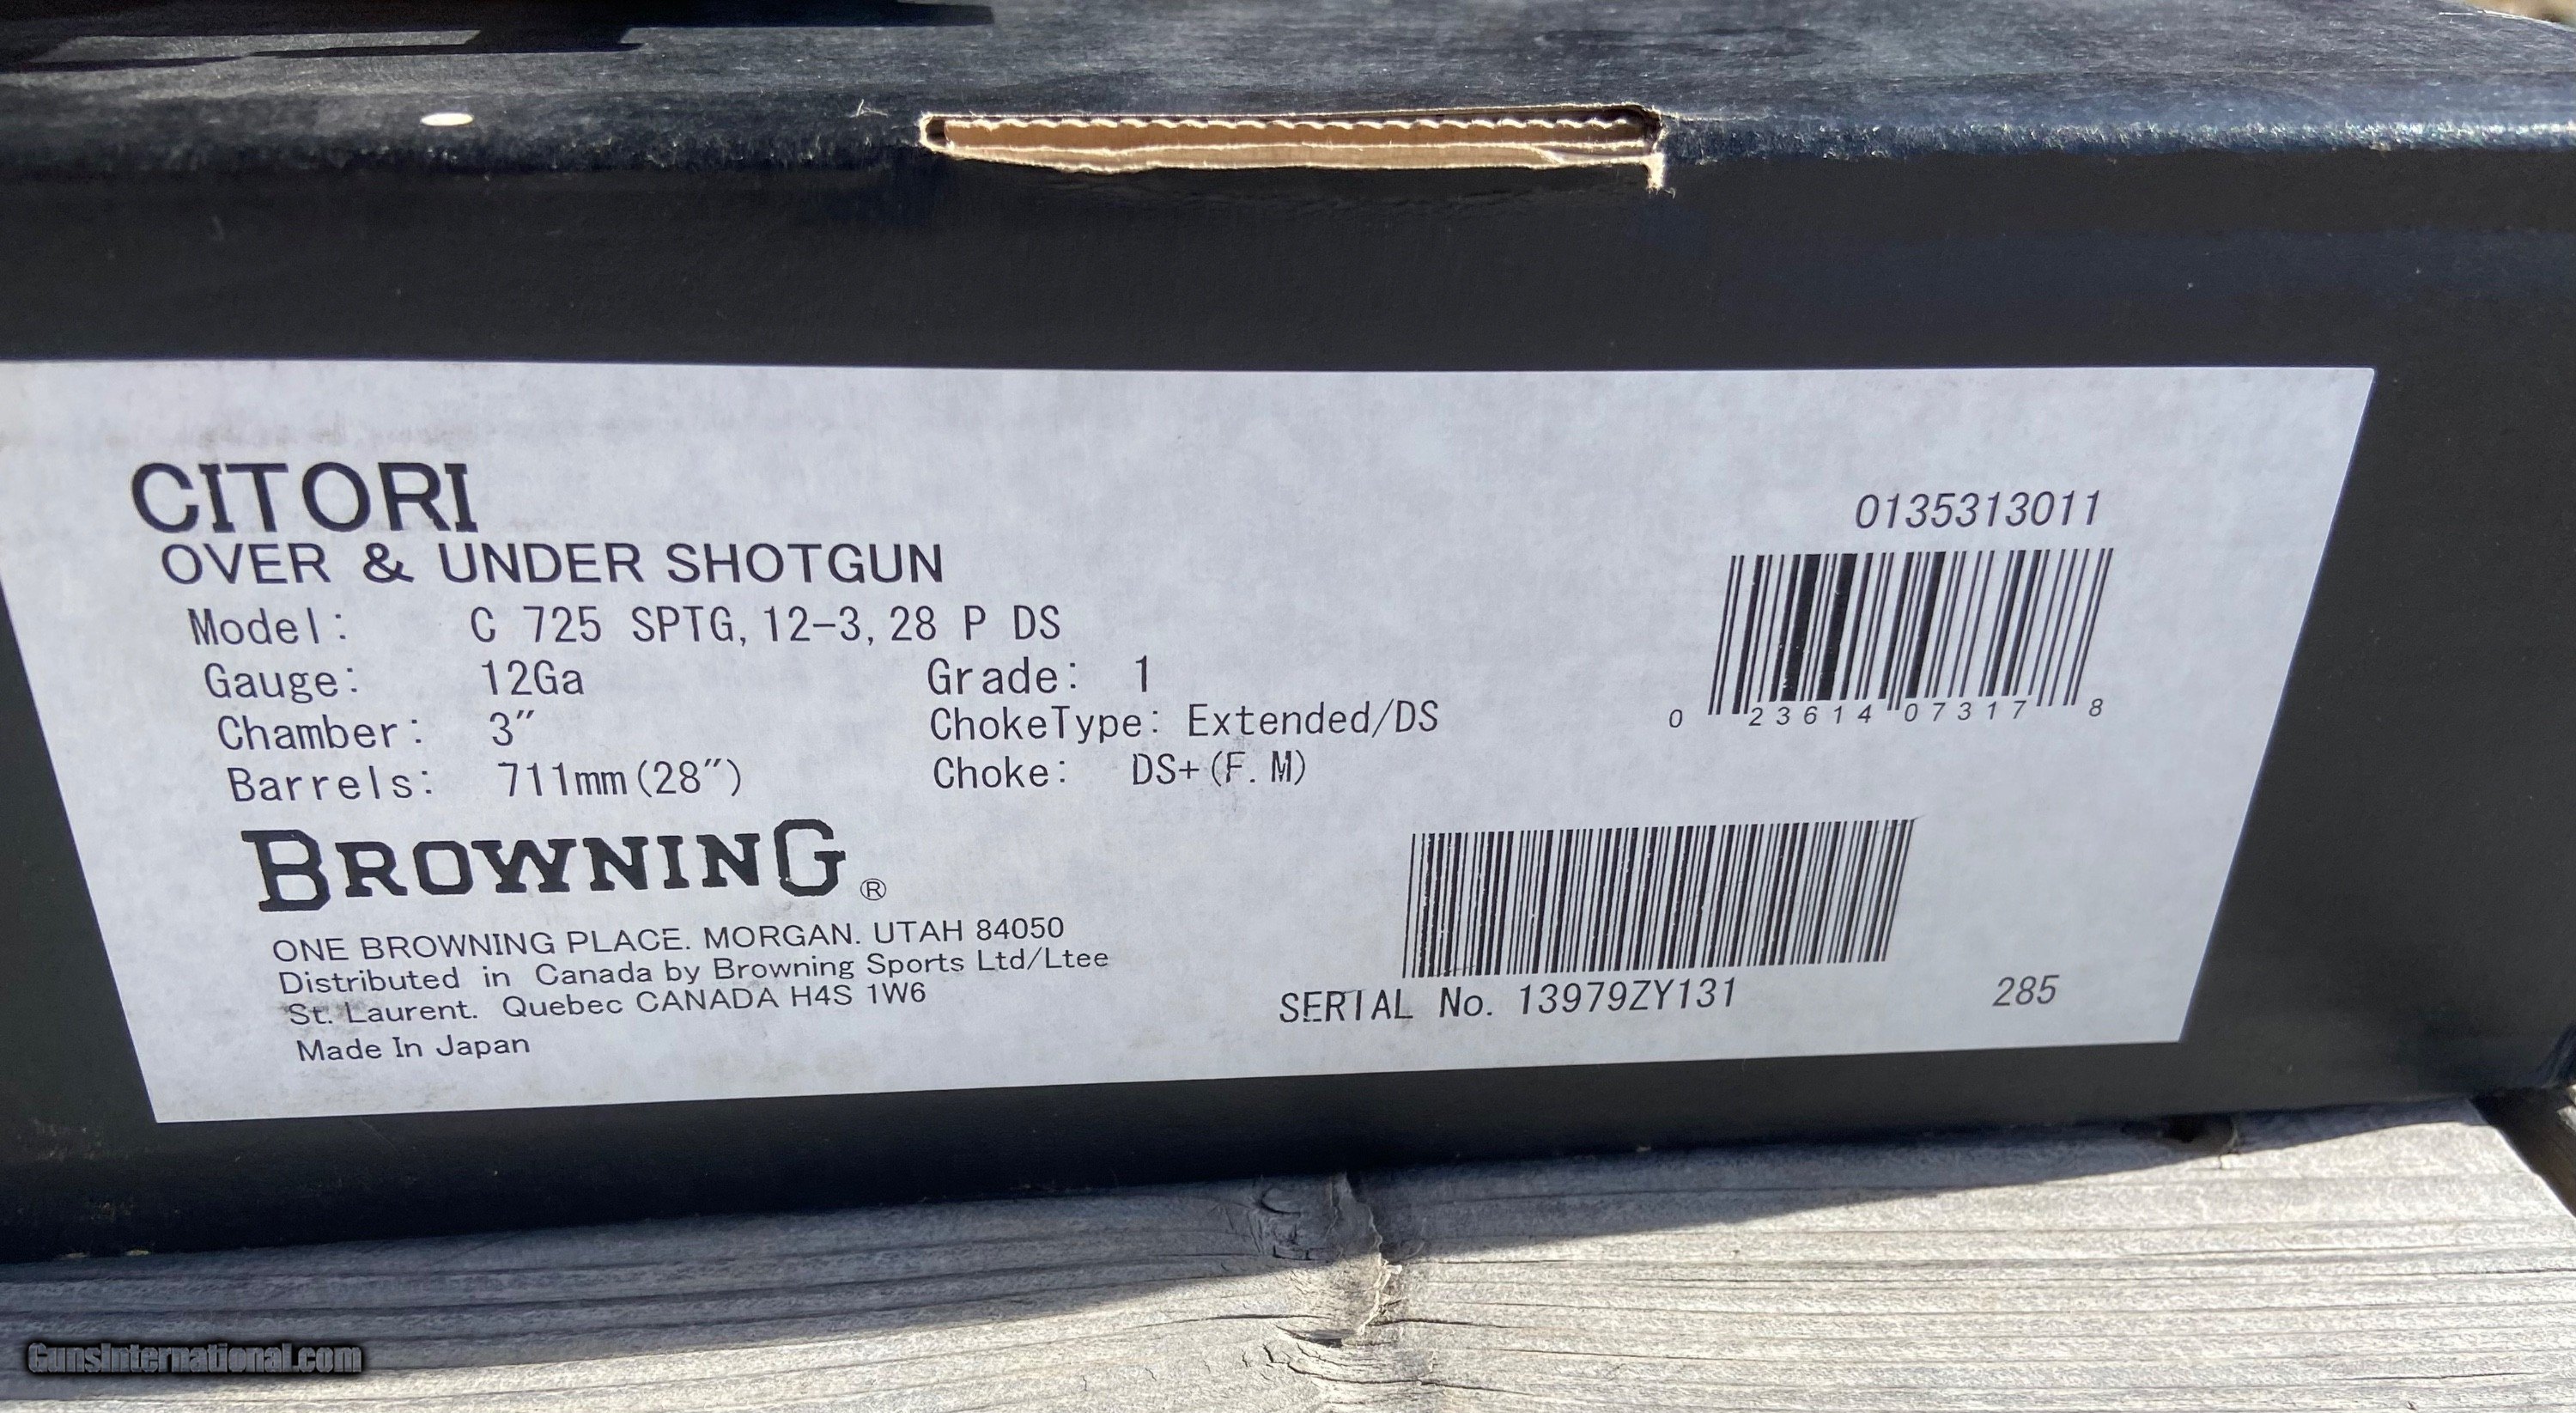 CITORI
OVER & UNDER SHOTGUN
Model: C 725 SPTG, 12-3, 28 P DS
Gauge: 12Ga Grade: 1
Chamber: 3" ChokeType: Extended/DS
Barrels: 711mm(28") Choke: DS+(F.M)
0135313011
0 23614 07317 8
BROWNING®
ONE BROWNING PLACE. MORGAN. UTAH 84050
Distributed in Canada by Browning Sports Ltd/Ltee
St. Laurent. Quebec CANADA H4S 1W6
Made In Japan
SERIAL No. 13979ZY131 285
GunsInternational.com